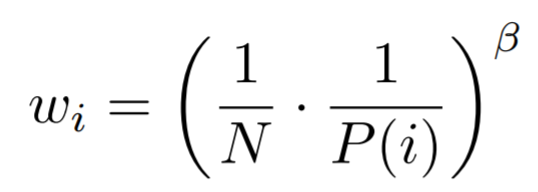 w_i = \left( \frac{1}{N} \cdot \frac{1}{P(i)} \right)^{\beta}